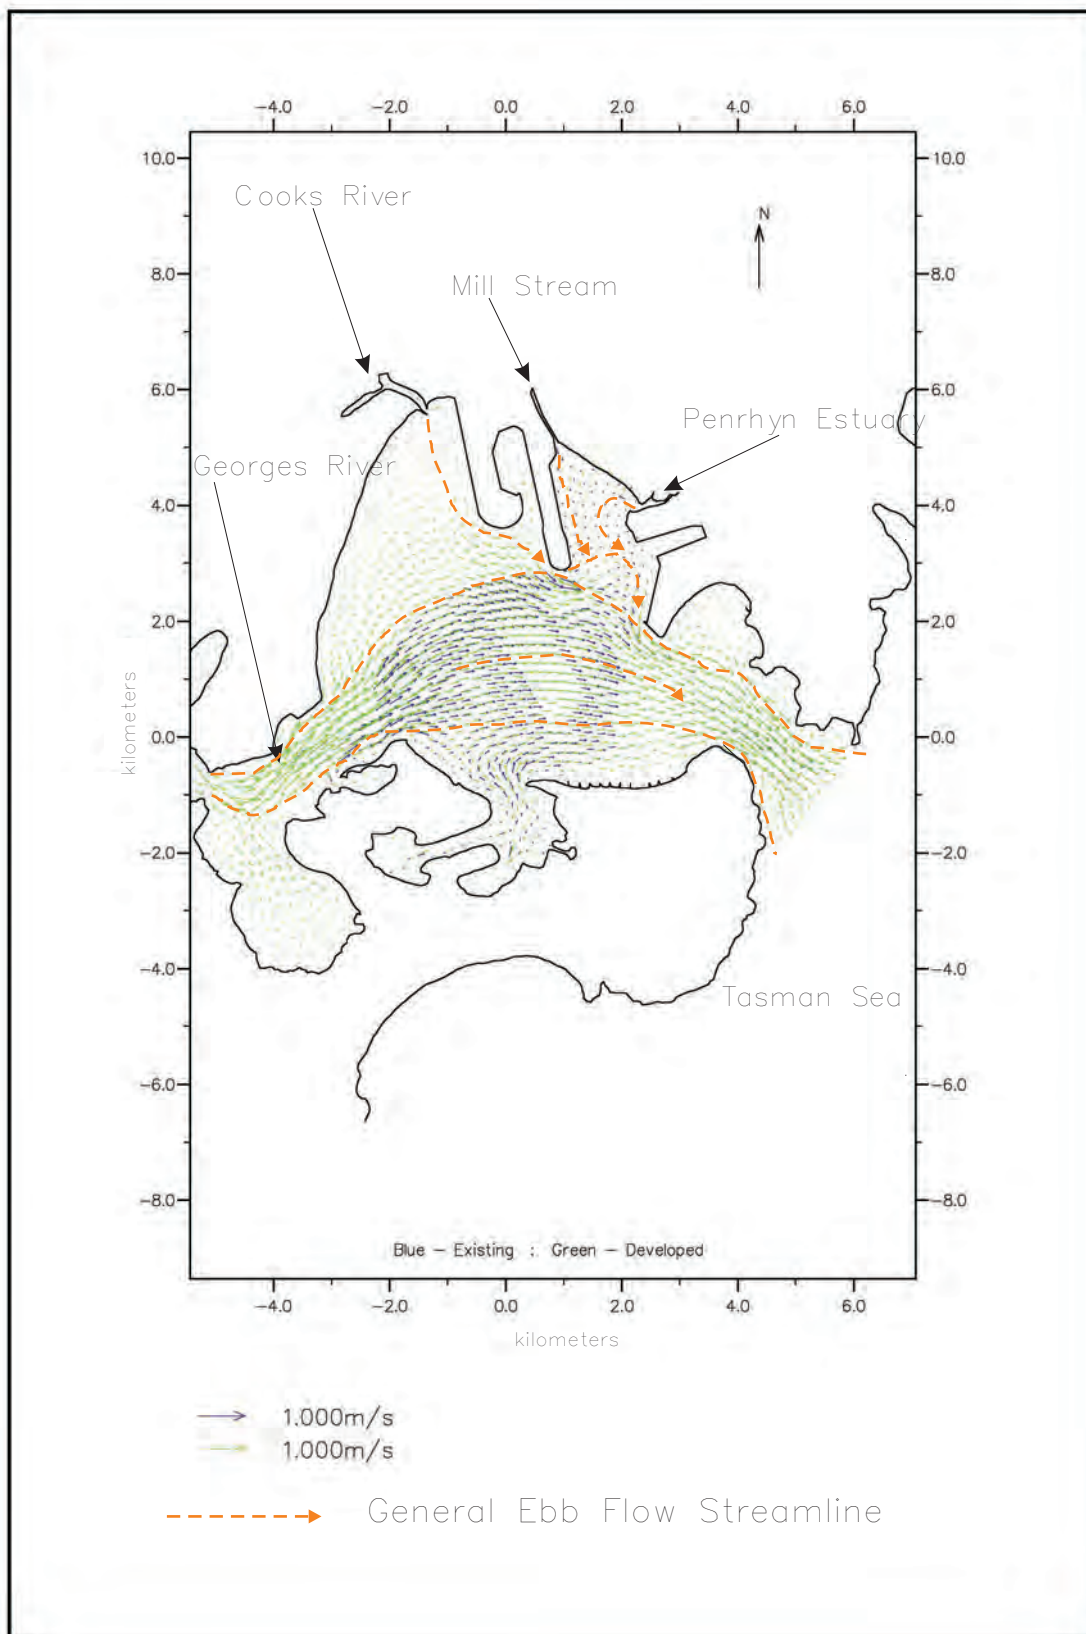 -4.0 -2.0 0.0 2.0 4.0 6.0
10.0 10.0
Cooks River
N
8.0 8.0
Mill Stream
6.0 6.0
Penrhyn Estuary
Georges River
4.0 4.0
2.0 2.0
kilometers
0.0 0.0
-2.0 -2.0
-4.0 -4.0
Tasman Sea
-6.0 -6.0
-8.0 -8.0
Blue - Existing : Green - Developed
-4.0 -2.0 0.0 2.0 4.0 6.0
kilometers
1.000m/s
1.000m/s
General Ebb Flow Streamline